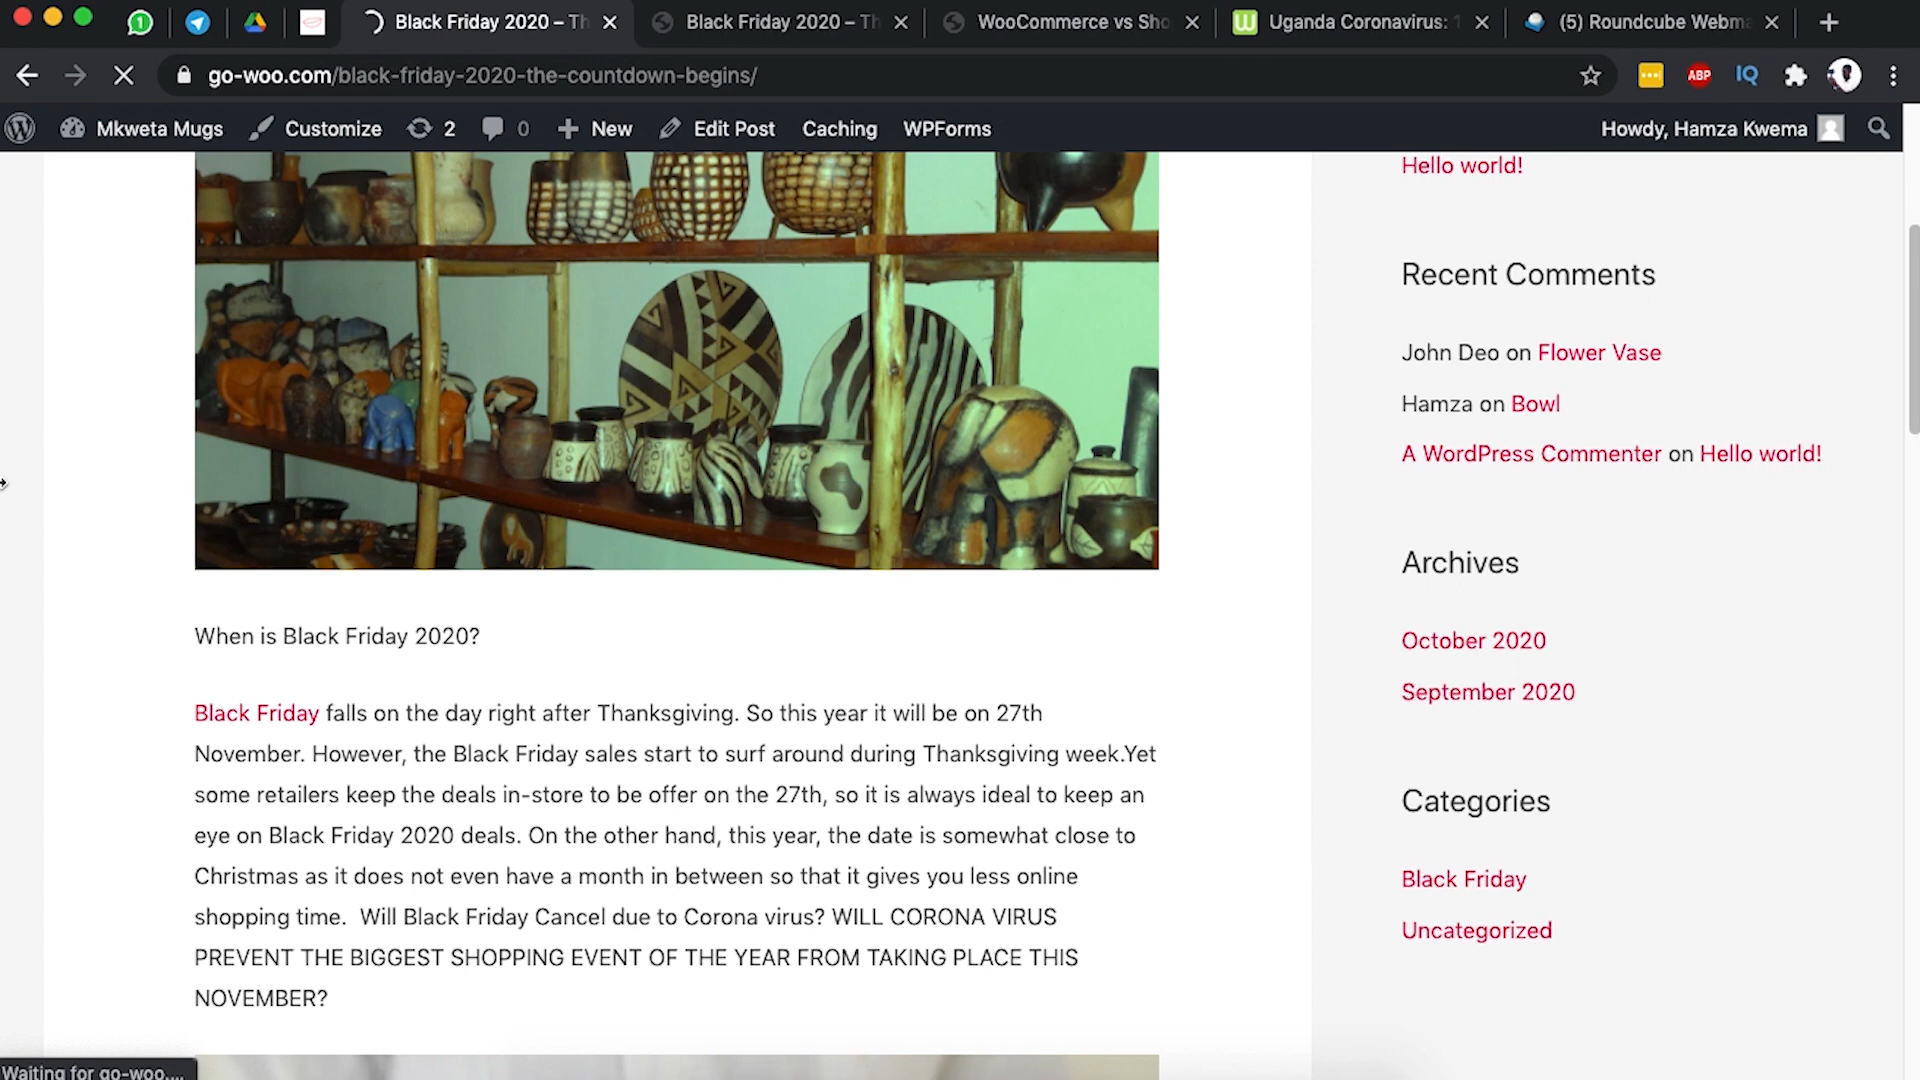 Black Friday 2020 – Th
Black Friday 2020 – Th
WooCommerce vs Sho
Uganda Coronavirus: 1
(5) Roundcube Webma
go-woo.com/black-friday-2020-the-countdown-begins/
ABP
IQ
Mkweta Mugs
Customize
2
0
New
Edit Post
Caching
WPForms
Howdy, Hamza Kwema
Hello world!
Recent Comments
John Deo on Flower Vase
Hamza on Bowl
A WordPress Commenter on Hello world!
Archives
October 2020
September 2020
Categories
Black Friday
Uncategorized
When is Black Friday 2020?
Black Friday falls on the day right after Thanksgiving. So this year it will be on 27th
November. However, the Black Friday sales start to surf around during Thanksgiving week.Yet
some retailers keep the deals in-store to be offer on the 27th, so it is always ideal to keep an
eye on Black Friday 2020 deals. On the other hand, this year, the date is somewhat close to
Christmas as it does not even have a month in between so that it gives you less online
shopping time.  Will Black Friday Cancel due to Corona virus? WILL CORONA VIRUS
PREVENT THE BIGGEST SHOPPING EVENT OF THE YEAR FROM TAKING PLACE THIS
NOVEMBER?
Waiting for go-woo....